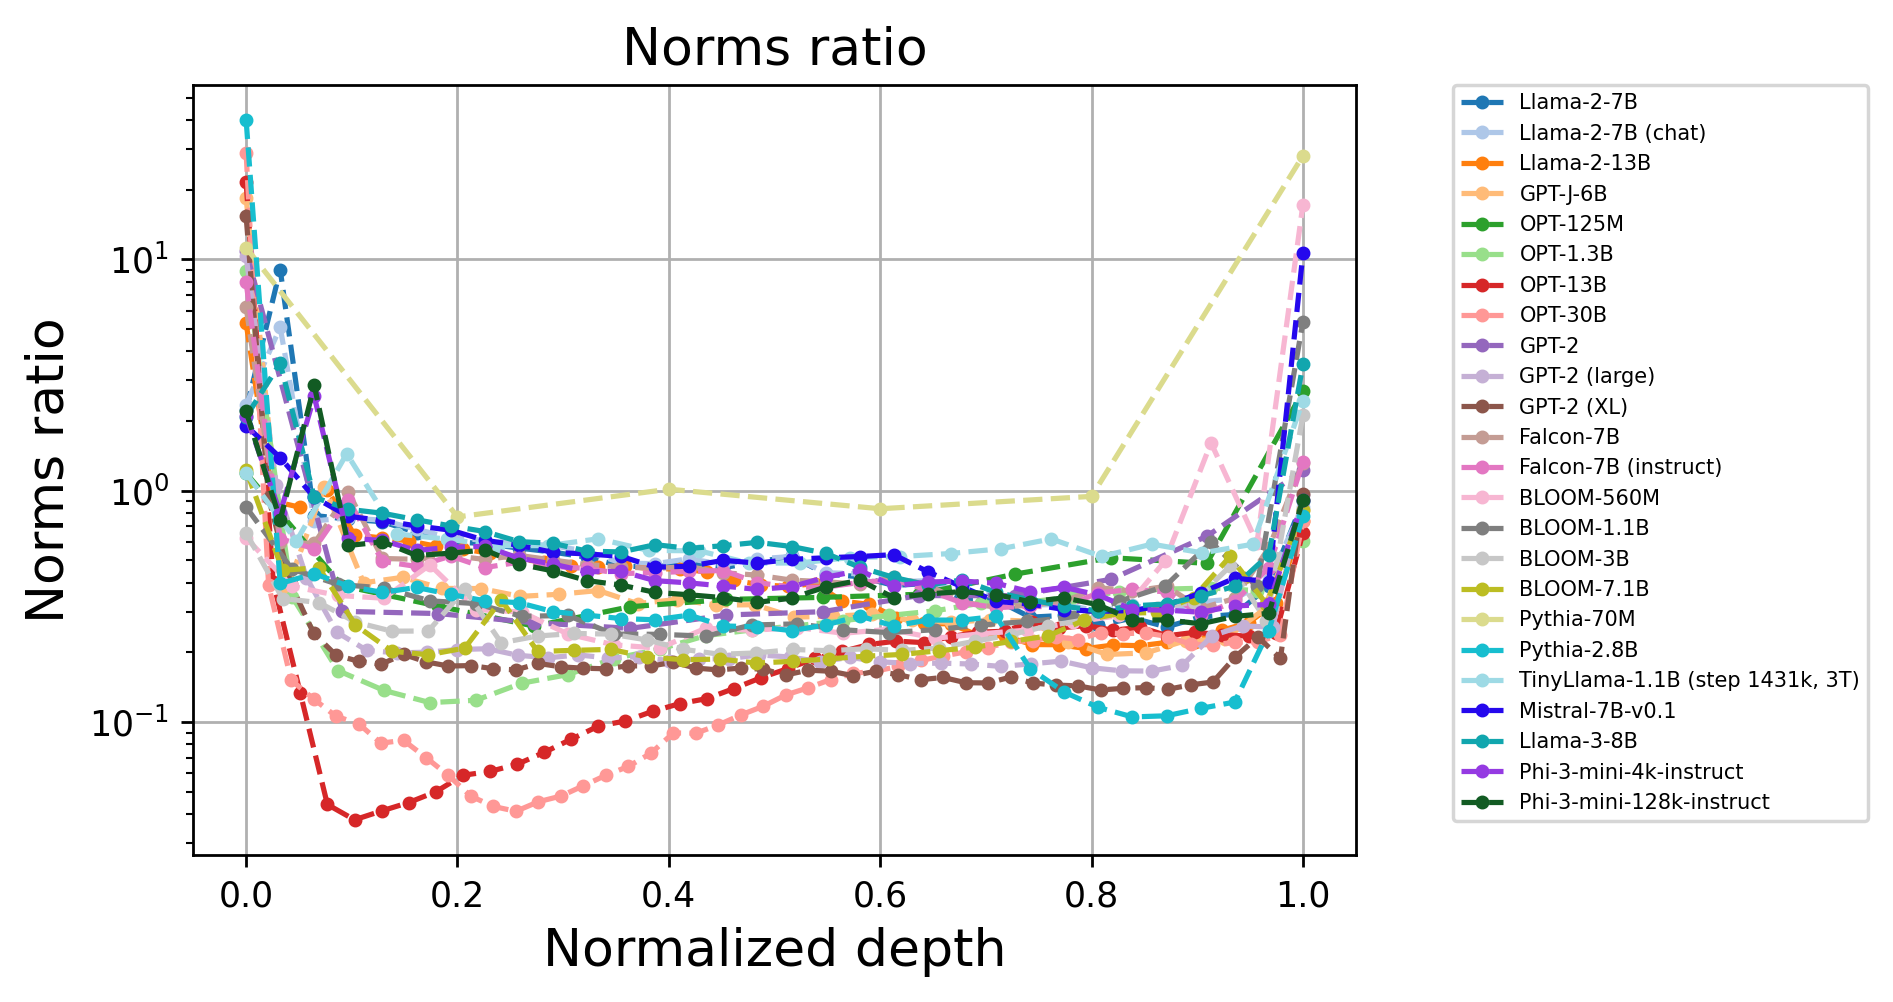 Norms ratio
Norms ratio
10¹
10⁰
10⁻¹
0.0 0.2 0.4 0.6 0.8 1.0
Normalized depth
Llama-2-7B
Llama-2-7B (chat)
Llama-2-13B
GPT-J-6B
OPT-125M
OPT-1.3B
OPT-13B
OPT-30B
GPT-2
GPT-2 (large)
GPT-2 (XL)
Falcon-7B
Falcon-7B (instruct)
BLOOM-560M
BLOOM-1.1B
BLOOM-3B
BLOOM-7.1B
Pythia-70M
Pythia-2.8B
TinyLlama-1.1B (step 1431k, 3T)
Mistral-7B-v0.1
Llama-3-8B
Phi-3-mini-4k-instruct
Phi-3-mini-128k-instruct